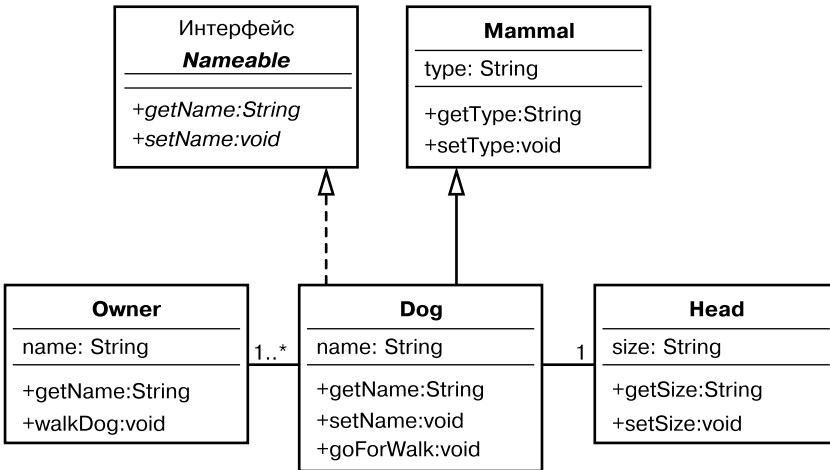 Интерфейс
Nameable
+getName:String
+setName:void
Mammal
type: String
+getType:String
+setType:void
Owner
name: String
+getName:String
+walkDog:void
1..*
Dog
name: String
+getName:String
+setName:void
+goForWalk:void
1
Head
size: String
+getSize:String
+setSize:void